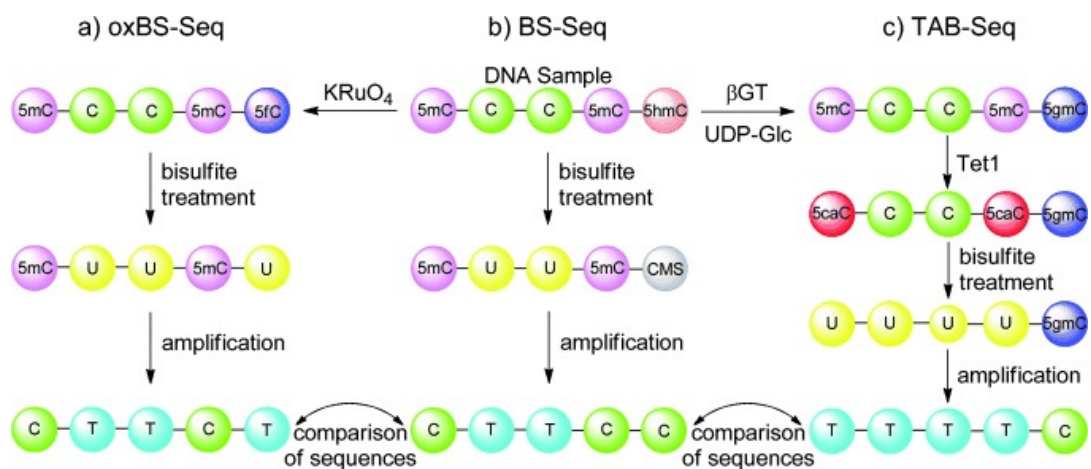 a) oxBS-Seq
b) BS-Seq
c) TAB-Seq
DNA Sample
5mC C C 5mC 5fC
KRuO4
5mC C C 5mC 5hmC
βGT
UDP-Glc
5mC C C 5mC 5gmC
bisulfite
treatment
bisulfite
treatment
Tet1
5caC C C 5caC 5gmC
5mC U U 5mC U
5mC U U 5mC CMS
bisulfite
treatment
U U U U 5gmC
amplification
amplification
amplification
C T T C T
comparison
of sequences
C T T C C
comparison
of sequences
T T T T C